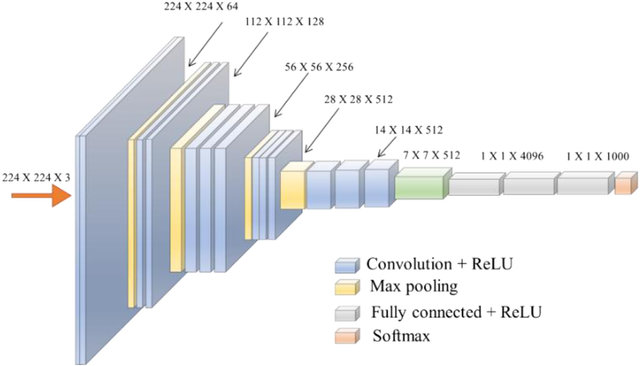 224 X 224 X 64
112 X 112 X 128
56 X 56 X 256
28 X 28 X 512
14 X 14 X 512
7 X 7 X 512
1 X 1 X 4096
1 X 1 X 1000
224 X 224 X 3
Convolution + ReLU
Max pooling
Fully connected + ReLU
Softmax